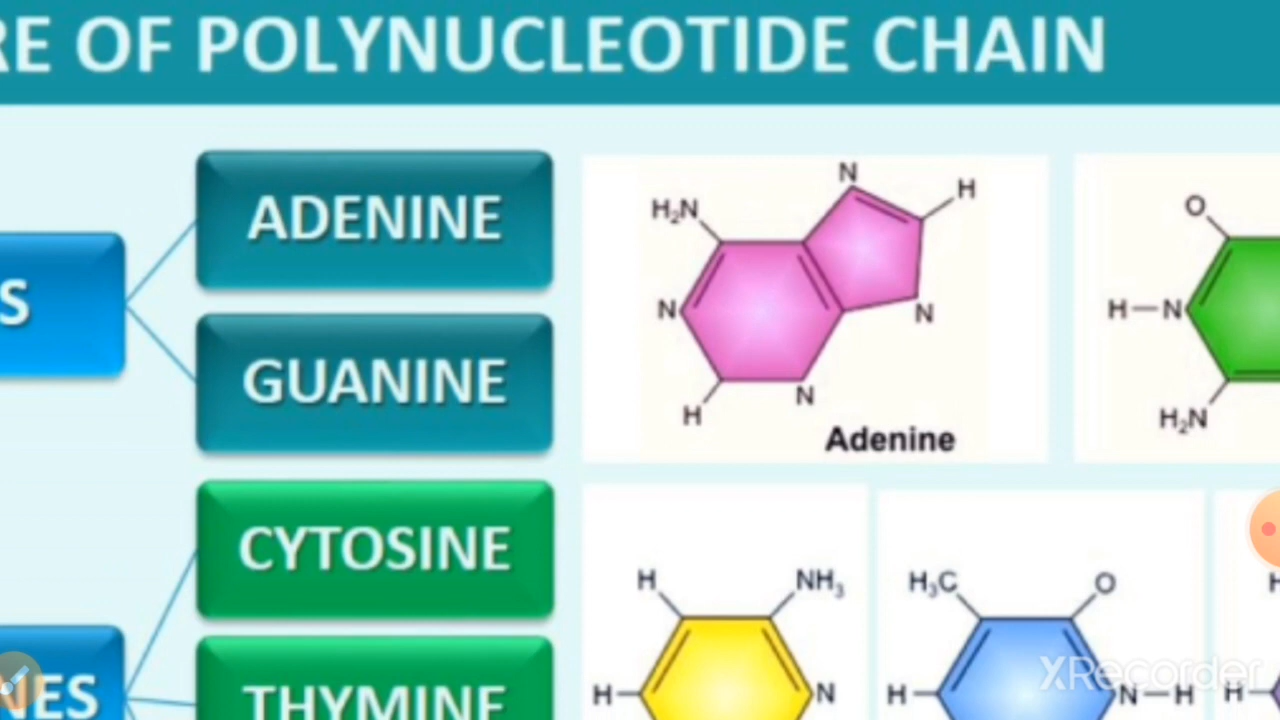 RE OF POLYNUCLEOTIDE CHAIN
ADENINE
GUANINE
CYTOSINE
THYMINE
S
NES
N
H
H₂N
N
N
H
N
Adenine
O
H—N
H₂N
H
NH₃
H
N
H₃C
O
H
N—H
H
H
XRecorder